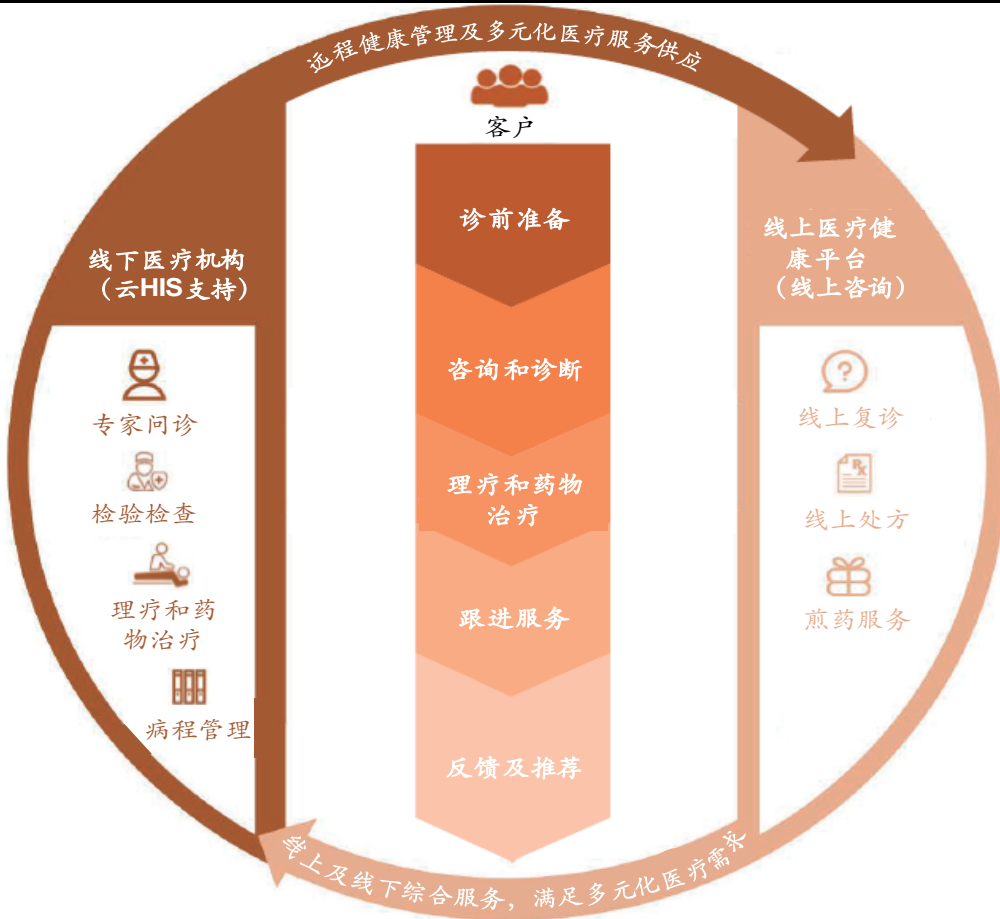 远程健康管理及多元化医疗服务供应
客户
诊前准备
咨询和诊断
理疗和药物
治疗
跟进服务
反馈及推荐
线下医疗机构
（云HIS支持）
专家问诊
检验检查
理疗和药
物治疗
病程管理
线上医疗健
康平台
（线上咨询）
线上复诊
?
线上处方
Rx
煎药服务
线上及线下综合服务，满足多元化医疗需求